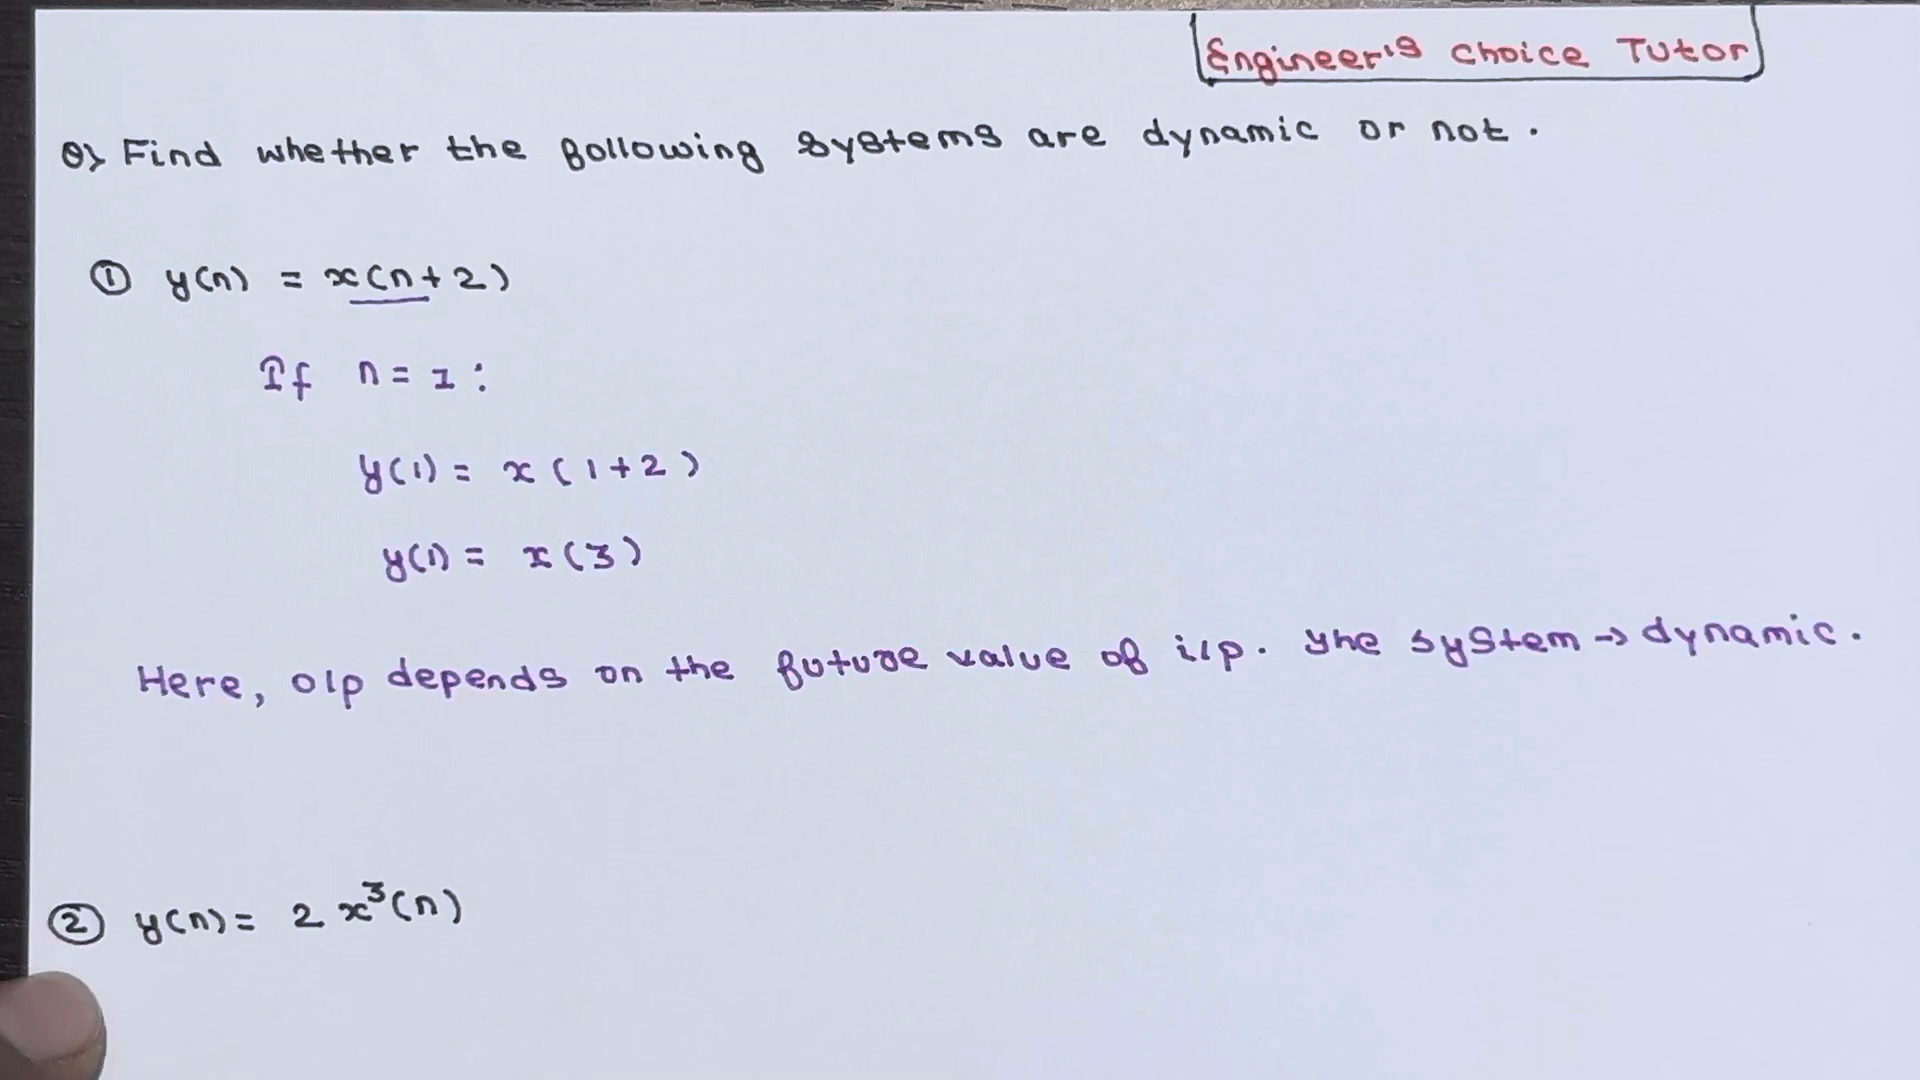 Engineer's Choice Tutor
Q) Find whether the following systems are dynamic or not.
① y(n) = x(n+2)
If n = 1:
y(1) = x(1+2)
y(1) = x(3)
Here, o/p depends on the future value of i/p. The system → dynamic.
② y(n) = 2x³(n)